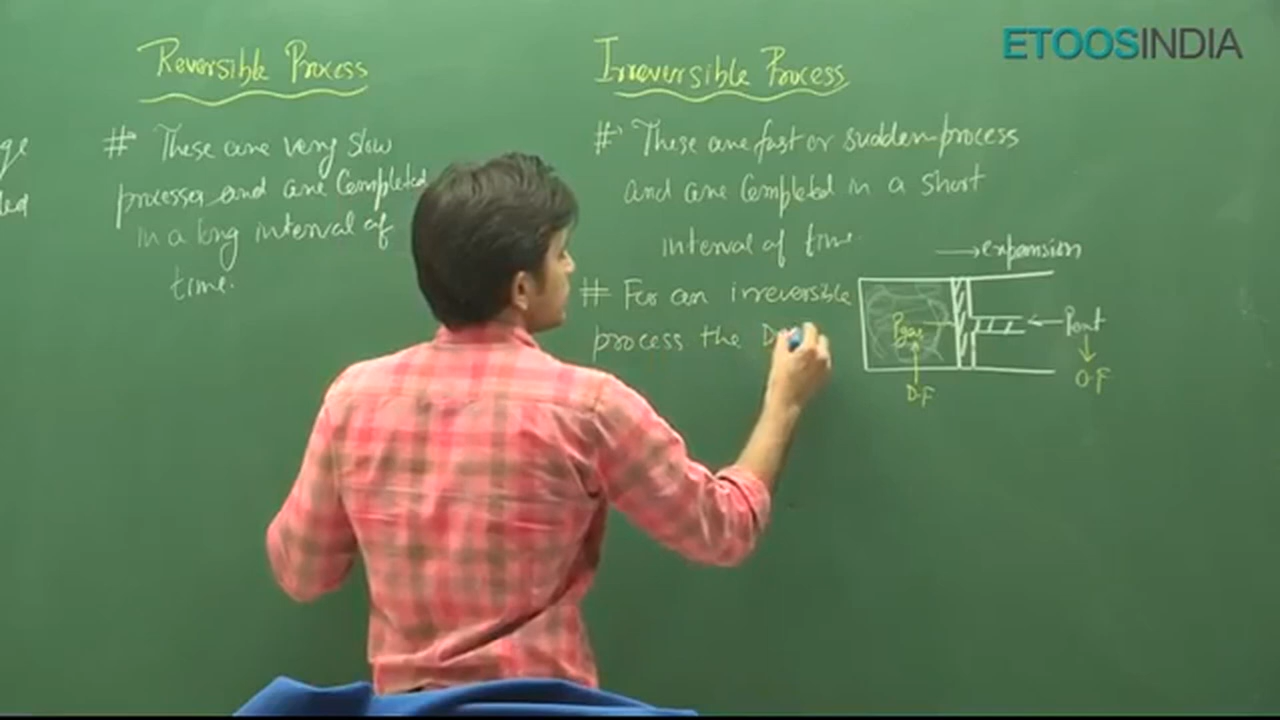 ETOOSINDIA
ge
led
Reversible Process
# These are very slow
processes and are Completed
in a long interval of
time.
Irreversible Process
# These are fast or sudden process
and are Completed in a short
interval of time.
# For an irreversible
process the D
→ expansion
Pgas
D.F
Pext
O.F